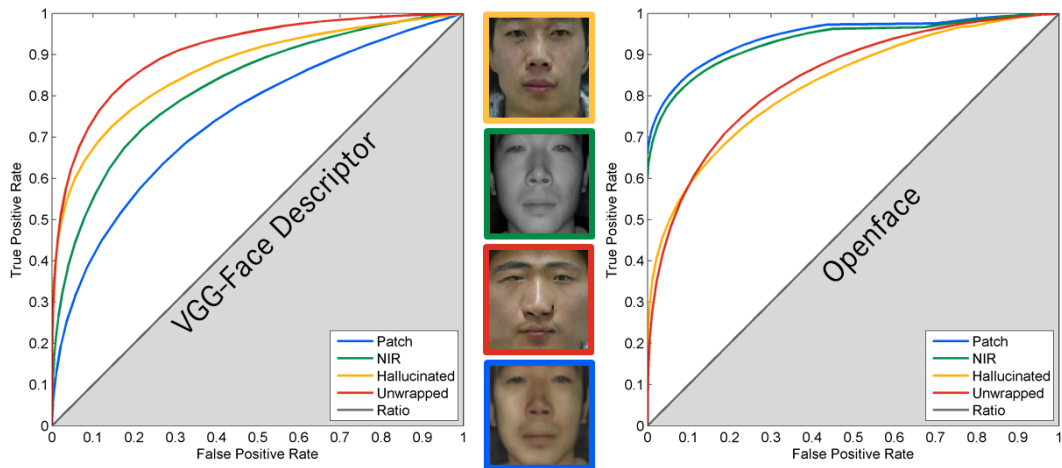 1
0.9
0.8
0.7
0.6
0.5
0.4
0.3
0.2
0.1
0
True Positive Rate
VGG-Face Descriptor
Patch
NIR
Hallucinated
Unwrapped
Ratio
0 0.1 0.2 0.3 0.4 0.5 0.6 0.7 0.8 0.9 1
False Positive Rate
1
0.9
0.8
0.7
0.6
0.5
0.4
0.3
0.2
0.1
0
True Positive Rate
Openface
Patch
NIR
Hallucinated
Unwrapped
Ratio
0 0.1 0.2 0.3 0.4 0.5 0.6 0.7 0.8 0.9 1
False Positive Rate